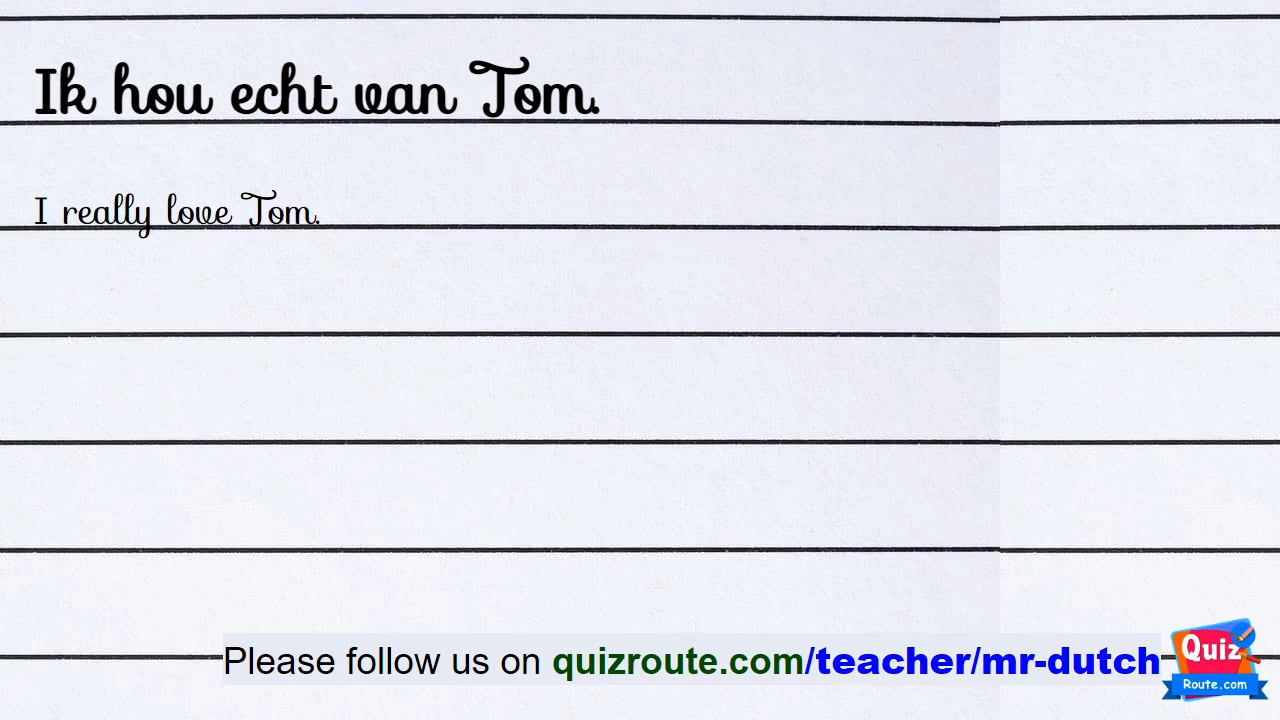 Ik hou echt van Tom.
I really love Tom.
Please follow us on quizroute.com/teacher/mr-dutch
Quiz
Route.com